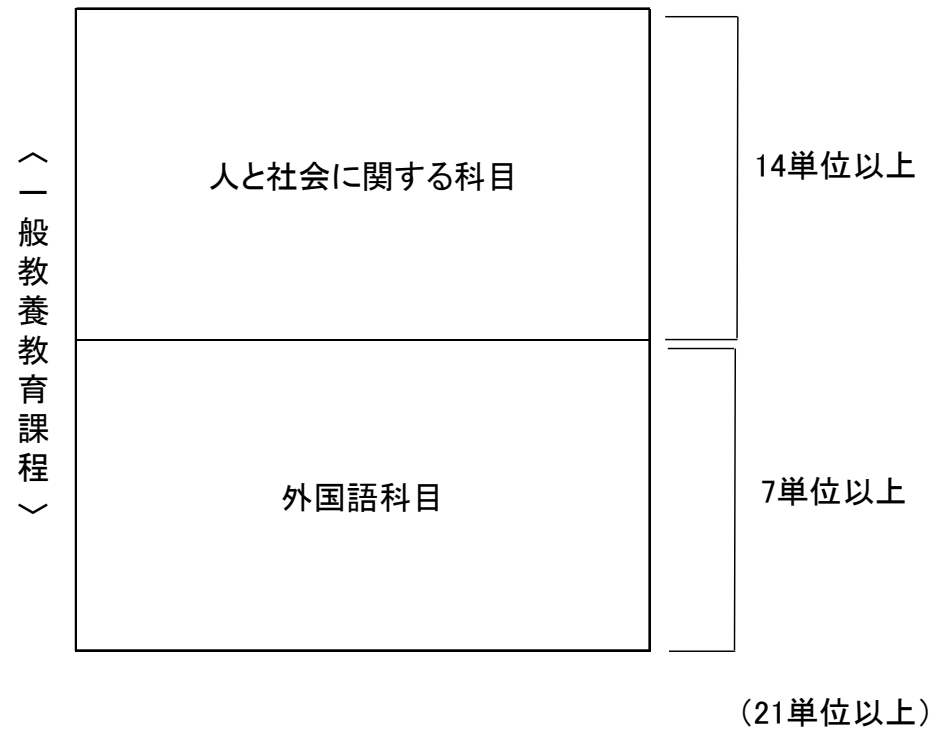 〈一般教養教育課程〉
人と社会に関する科目
14単位以上
外国語科目
7単位以上
(21単位以上)